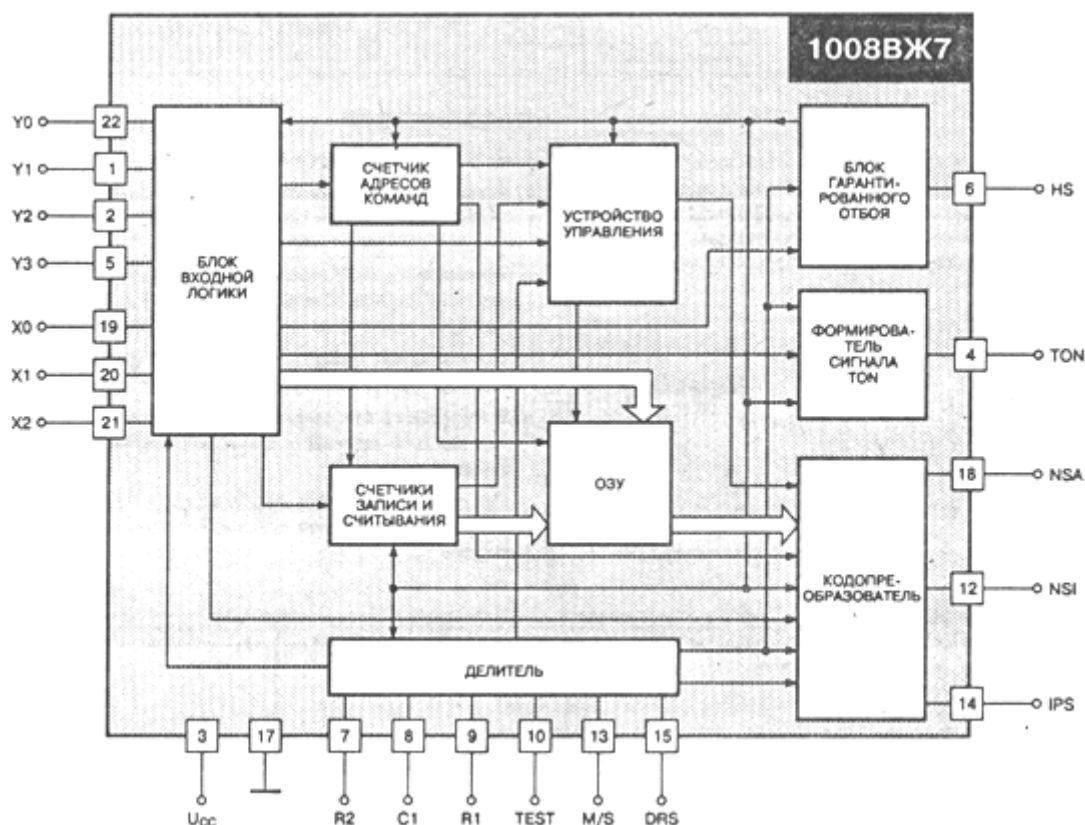 1008ВЖ7
Y0 22
Y1 1
Y2 2
Y3 5
X0 19
X1 20
X2 21
БЛОК
ВХОДНОЙ
ЛОГИКИ
СЧЕТЧИК
АДРЕСОВ
КОМАНД
УСТРОЙСТВО
УПРАВЛЕНИЯ
БЛОК
ГАРАНТИ-
РОВАННОГО
ОТБОЯ
6 HS
ФОРМИРОВА-
ТЕЛЬ
СИГНАЛА
TON
4 TON
СЧЕТЧИКИ
ЗАПИСИ И
СЧИТЫВАНИЯ
ОЗУ
КОДОПРЕ-
ОБРАЗОВАТЕЛЬ
18 NSA
12 NSI
14 IPS
ДЕЛИТЕЛЬ
3 17 7 8 9 10 13 15
Ucc R2 C1 R1 TEST M/S DRS